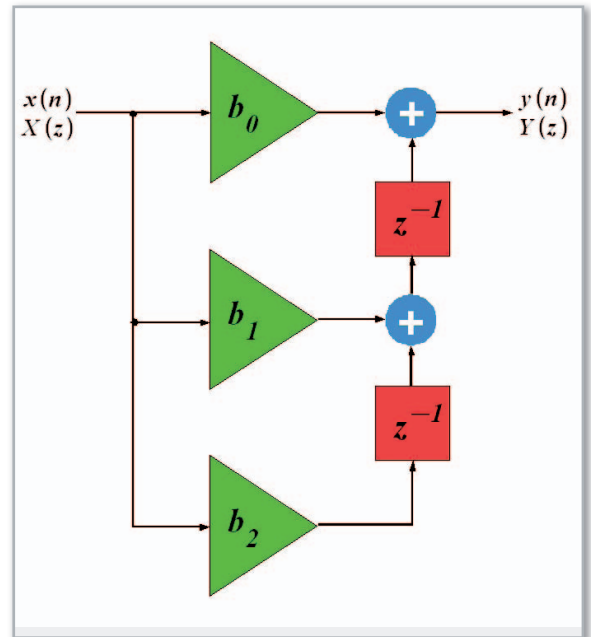 x(n)
X(z)
b₀
+
y(n)
Y(z)
z⁻¹
b₁
+
z⁻¹
b₂